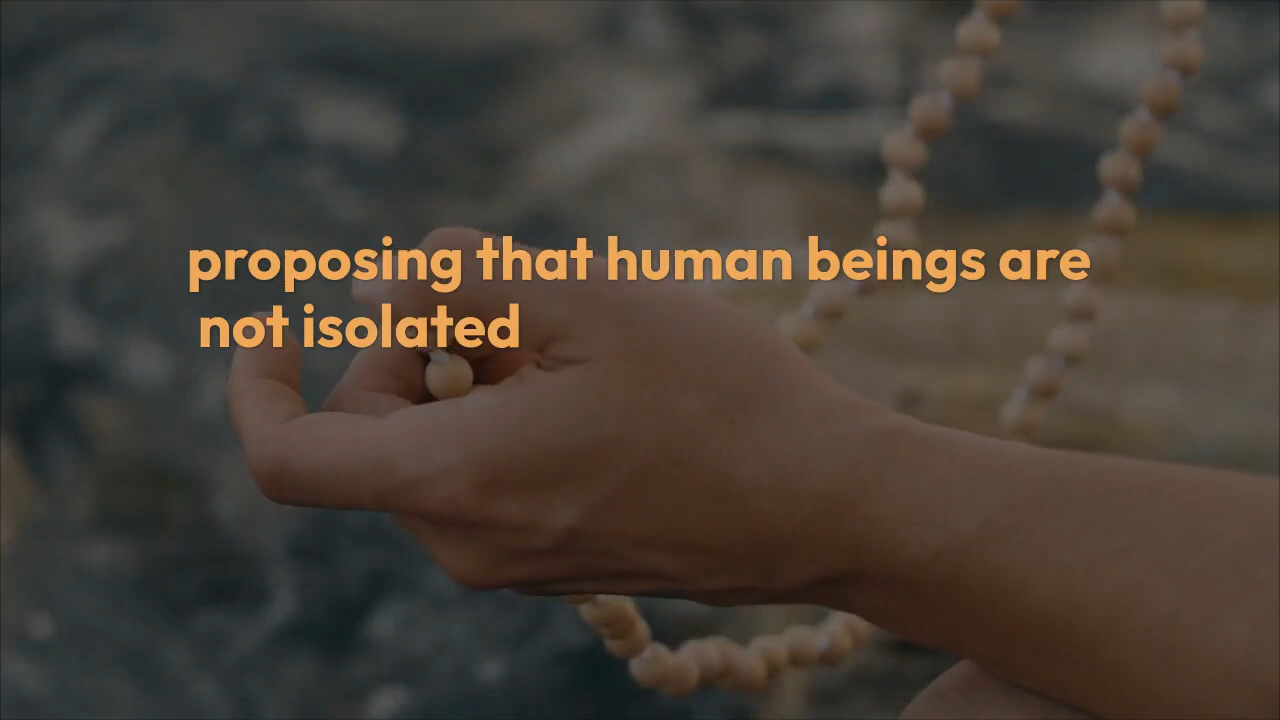 proposing that human beings are
not isolated